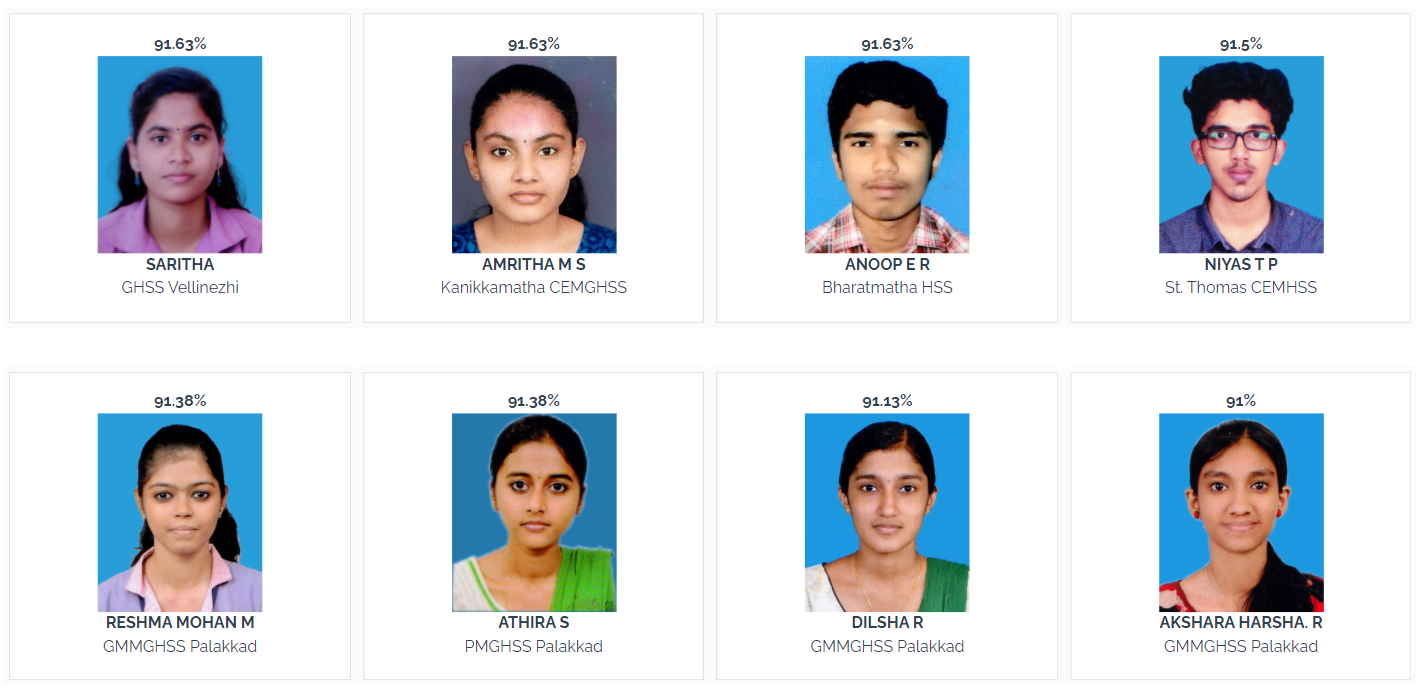 91.63%
SARITHA
GHSS Vellinezhi
91.63%
AMRITHA M S
Kanikkamatha CEMGHSS
91.63%
ANOOP E R
Bharatmatha HSS
91.5%
NIYAS T P
St. Thomas CEMHSS
91.38%
RESHMA MOHAN M
GMMGHSS Palakkad
91.38%
ATHIRA S
PMGHSS Palakkad
91.13%
DILSHA R
GMMGHSS Palakkad
91%
AKSHARA HARSHA. R
GMMGHSS Palakkad